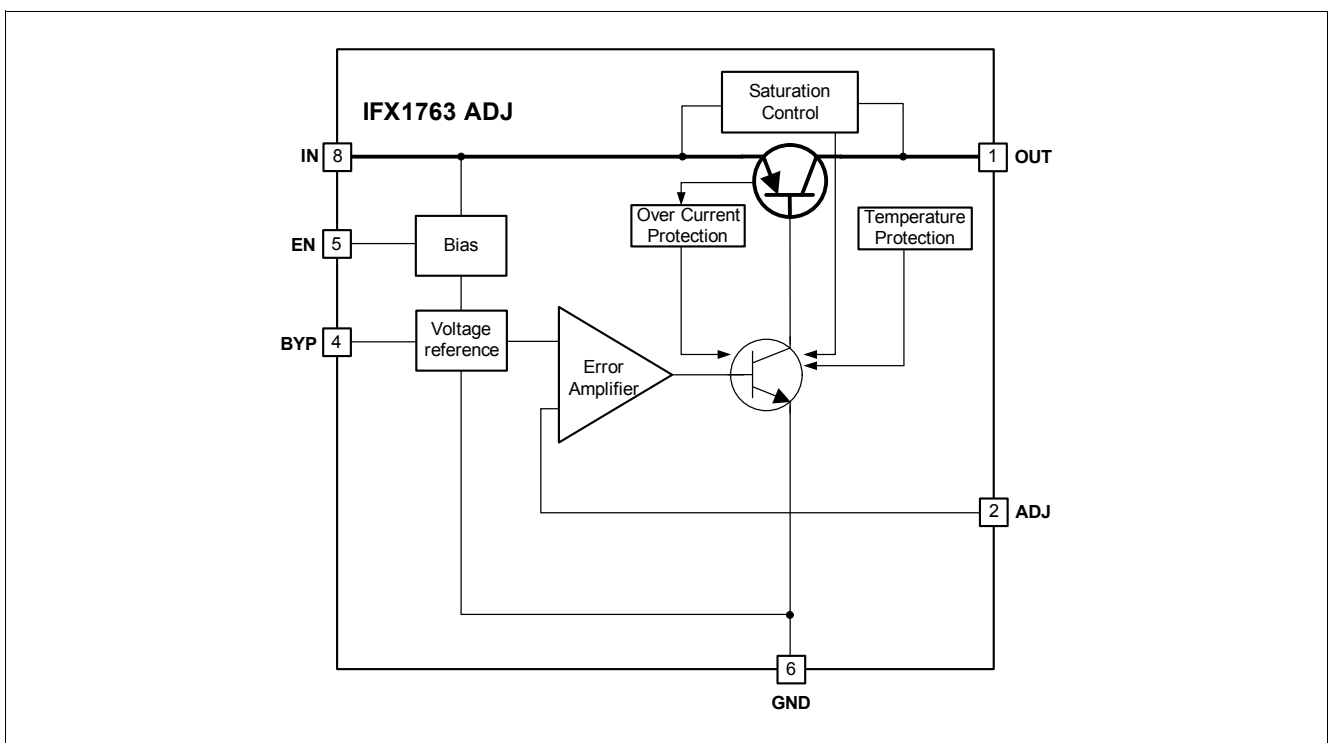 Saturation
Control
IFX1763 ADJ
IN 8
1 OUT
Over Current
Protection
Temperature
Protection
EN 5
Bias
BYP 4
Voltage
reference
Error
Amplifier
2 ADJ
6
GND